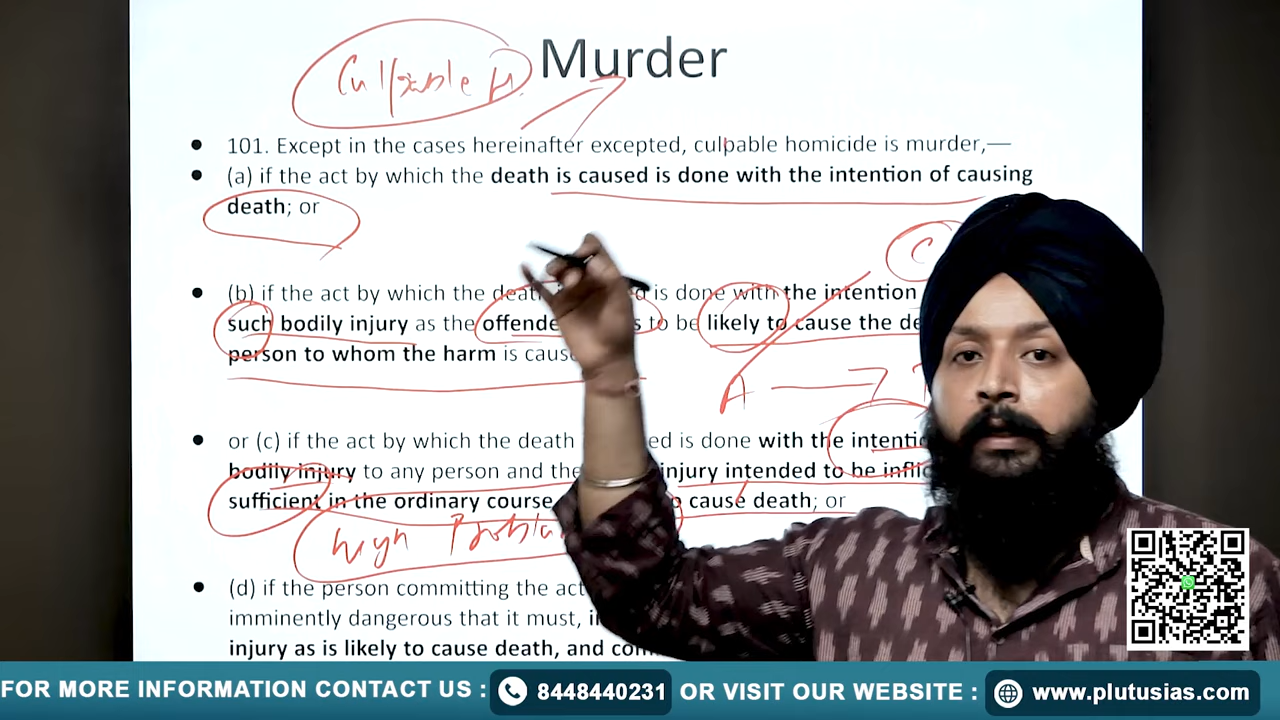 Murder
Culpable H.
101. Except in the cases hereinafter excepted, culpable homicide is murder,—
(a) if the act by which the death is caused is done with the intention of causing
death; or
C
(b) if the act by which the death is done with the intention
such bodily injury as the to be likely to cause the
person to whom the harm is
A
or (c) if the act by which the death is done with the
bodily injury to any person and the injury intended to be
sufficient in the ordinary course cause death; or
high
(d) if the person committing the act
imminently dangerous that it must,
injury as is likely to cause death, and
FOR MORE INFORMATION CONTACT US : 8448440231 OR VISIT OUR WEBSITE : www.plutusias.com